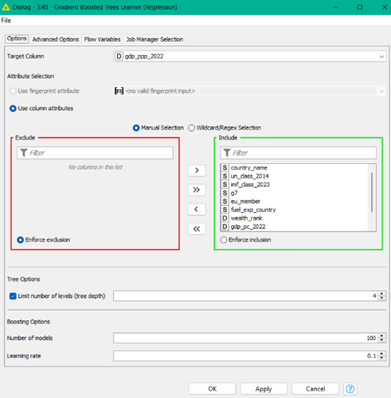 Dialog - 3:45 - Gradient Boosted Trees Learner (Regression)
File
Options Advanced Options Flow Variables Job Manager Selection
Target Column D gdp_ppp_2022
Attribute Selection
Use fingerprint attribute <no valid fingerprint input>
Use column attributes
Manual Selection Wildcard/Regex Selection
Exclude Include
Filter Filter
No columns in this list
S country_name
S un_class_2014
S imf_class_2023
S g7
S eu_member
S fuel_exp_country
D wealth_rank
D gdp_pc_2022
Enforce exclusion Enforce inclusion
Tree Options
Limit number of levels (tree depth) 4
Boosting Options
Number of models 100
Learning rate 0.1
OK Apply Cancel ?